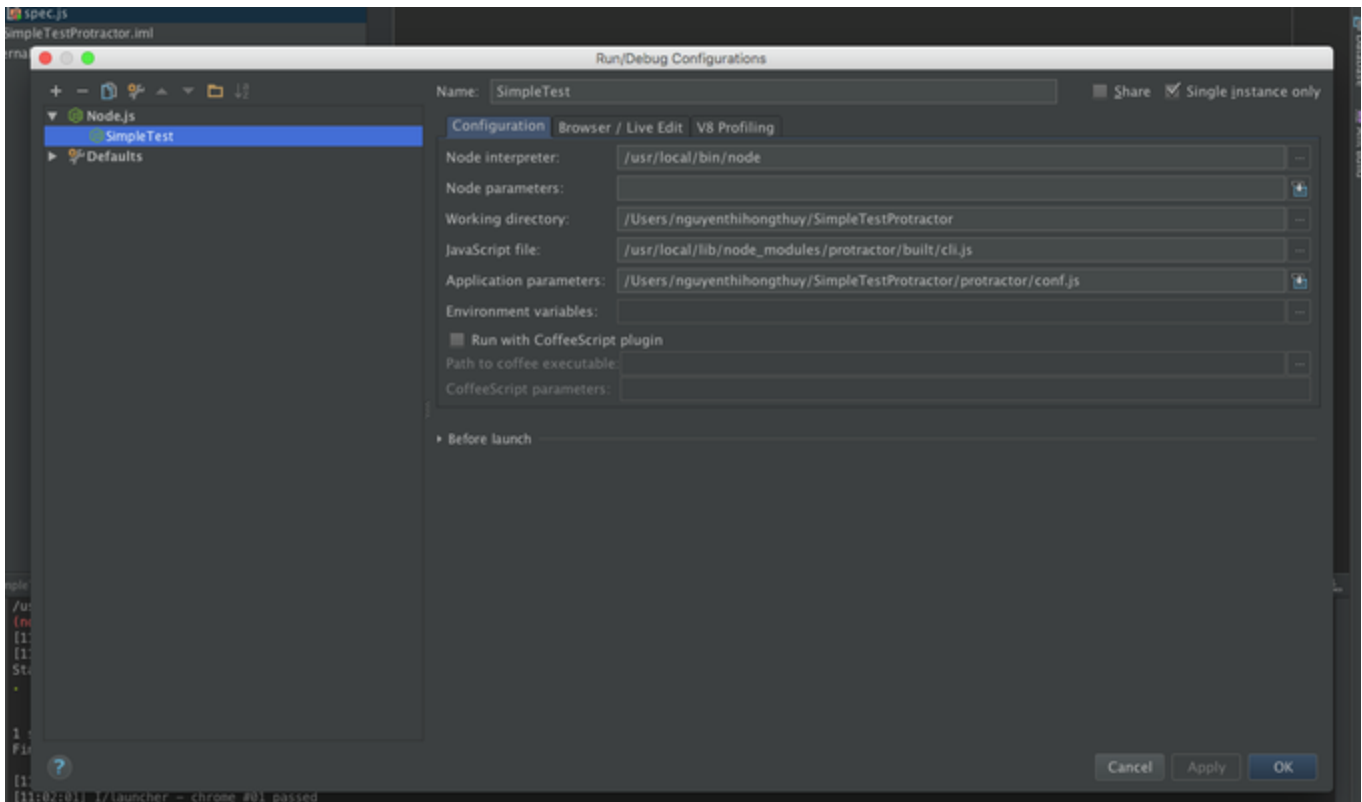 spec.js
SimpleTestProtractor.iml
Run/Debug Configurations
Name: SimpleTest
Share
Single instance only
Node.js
SimpleTest
Defaults
Configuration
Browser / Live Edit
V8 Profiling
Node interpreter: /usr/local/bin/node
Node parameters:
Working directory: /Users/nguyenthihongthuy/SimpleTestProtractor
JavaScript file: /usr/local/lib/node_modules/protractor/built/cli.js
Application parameters: /Users/nguyenthihongthuy/SimpleTestProtractor/protractor/conf.js
Environment variables:
Run with CoffeeScript plugin
Path to coffee executable:
CoffeeScript parameters:
Before launch
?
Cancel
Apply
OK
[11:02:01] I/launcher - chrome #01 passed